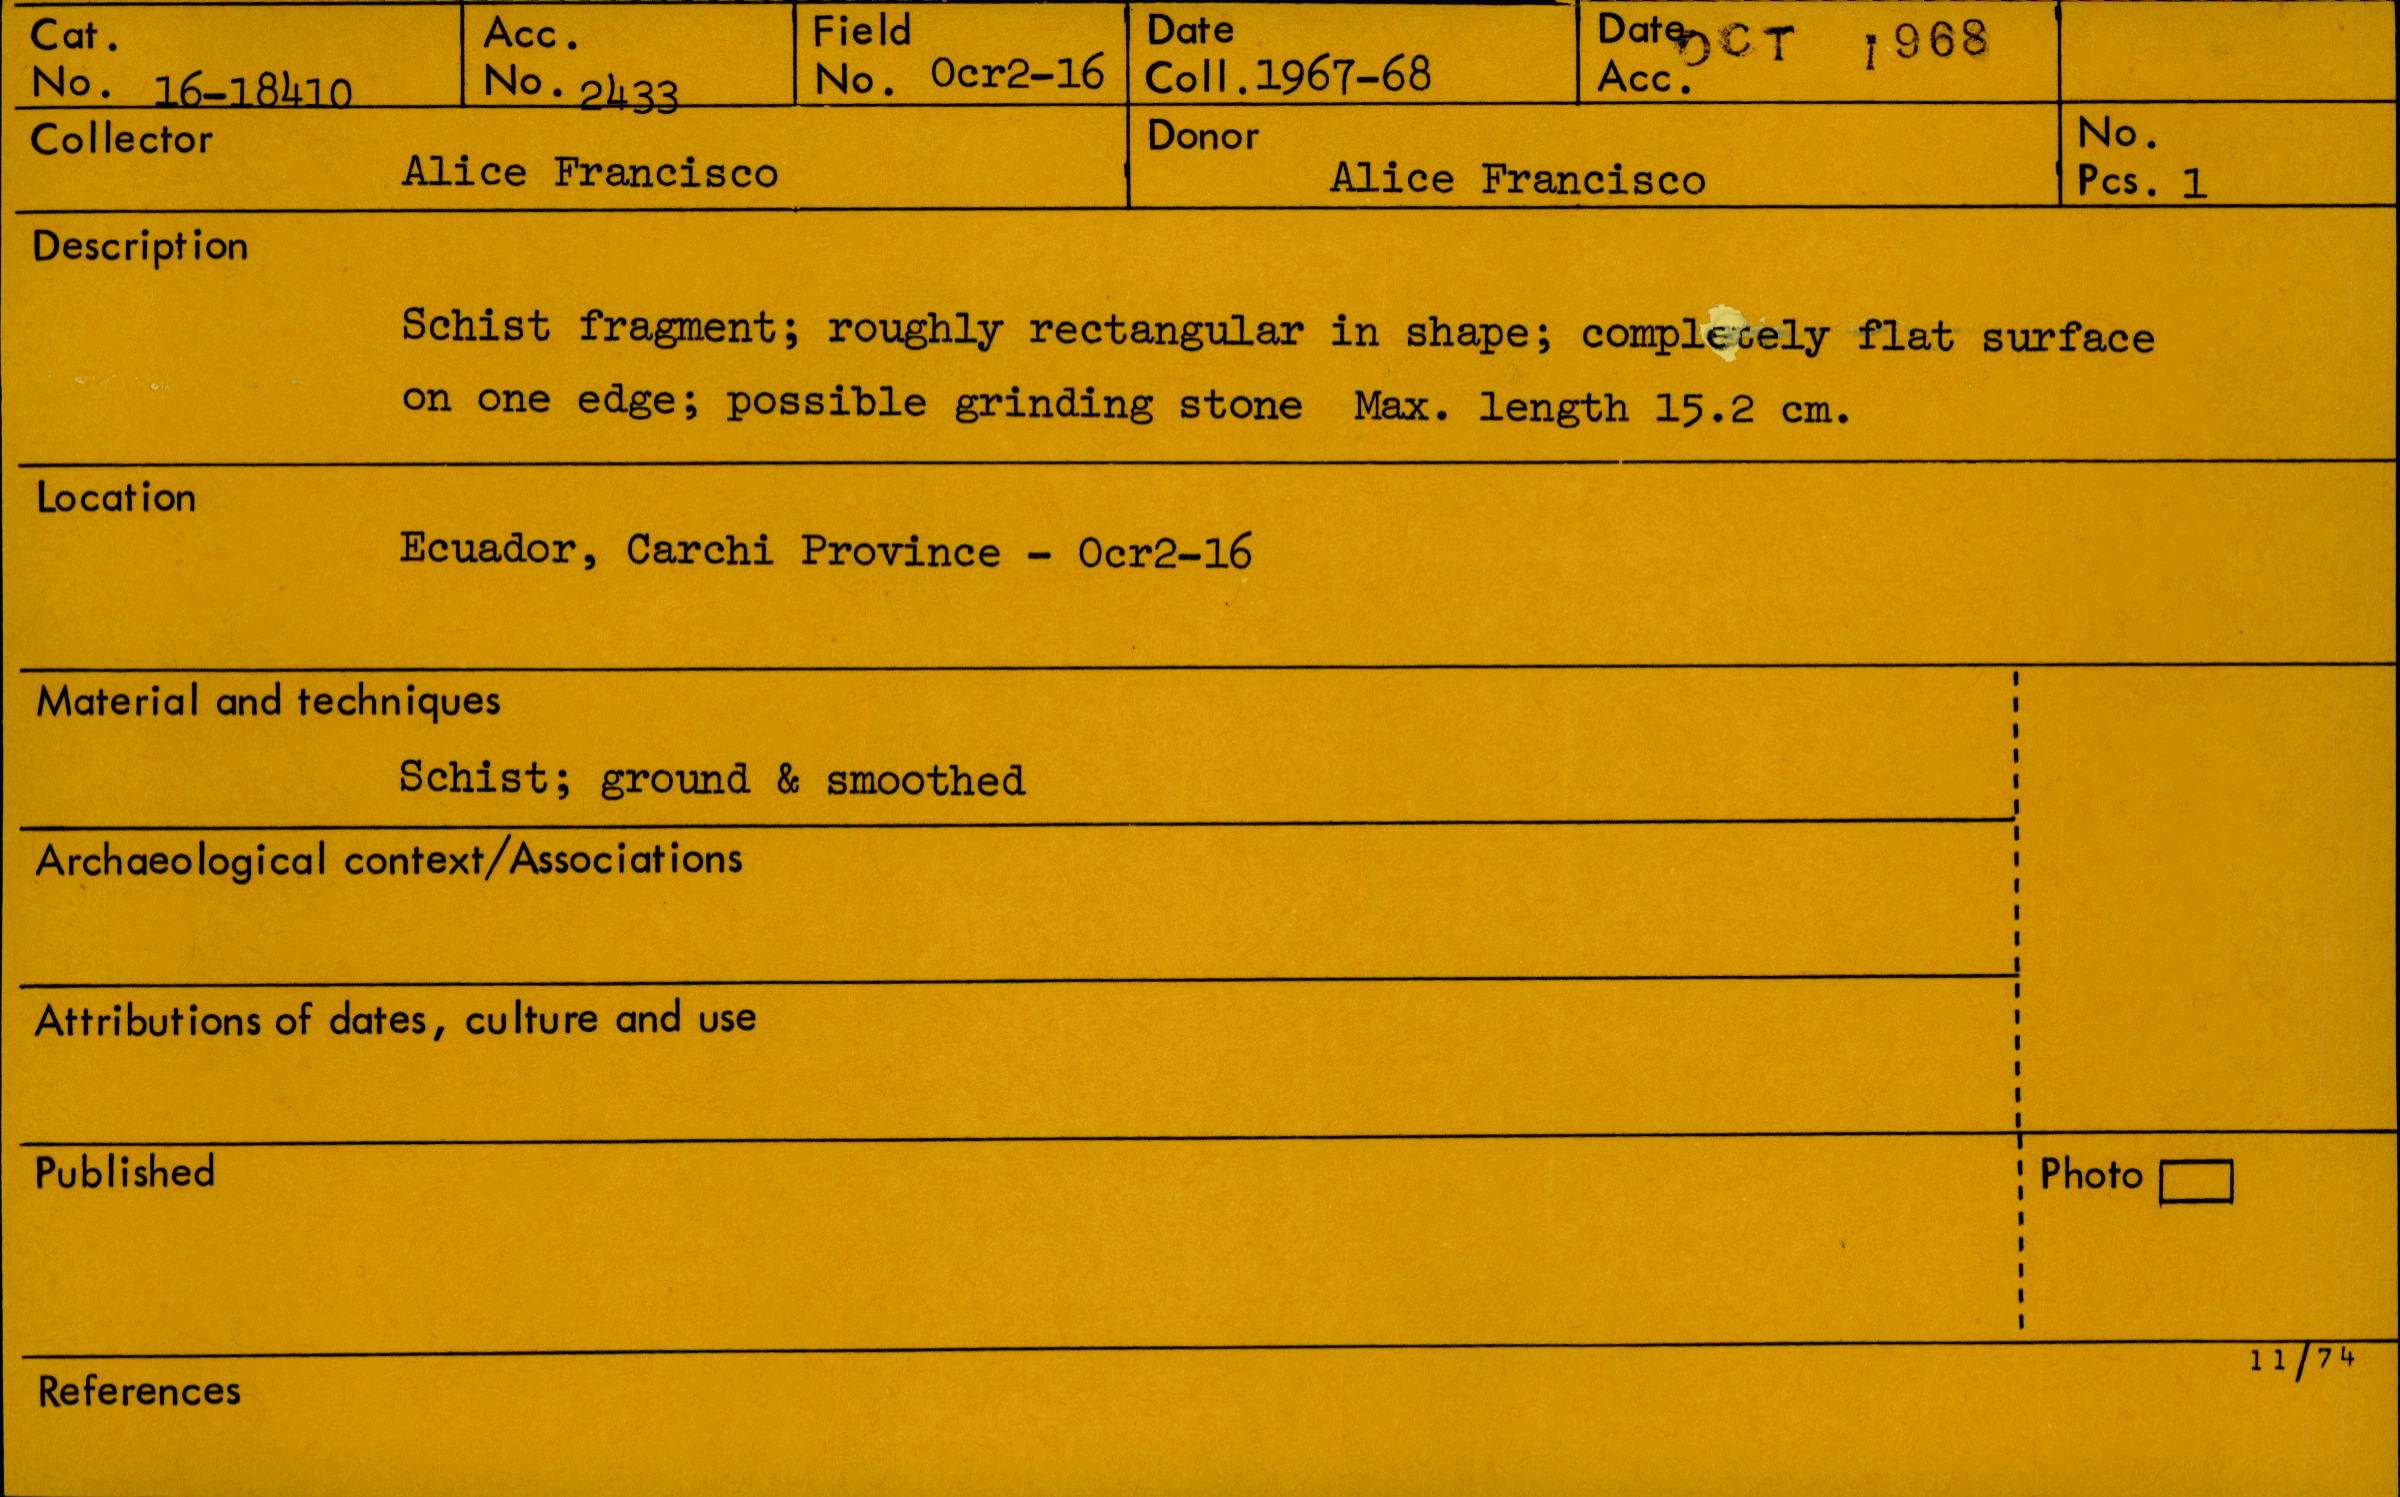 Cat. No. 16-18410
Acc. No. 2433
Field No. Ocr2-16
Date Coll. 1967-68
Date Acc. OCT 1968
Collector
Alice Francisco
Donor
Alice Francisco
No. Pcs. 1
Description
Schist fragment; roughly rectangular in shape; completely flat surface
on one edge; possible grinding stone Max. length 15.2 cm.
Location
Ecuador, Carchi Province - Ocr2-16
Material and techniques
Schist; ground & smoothed
Archaeological context/Associations
Attributions of dates, culture and use
Published
Photo
11/74
References